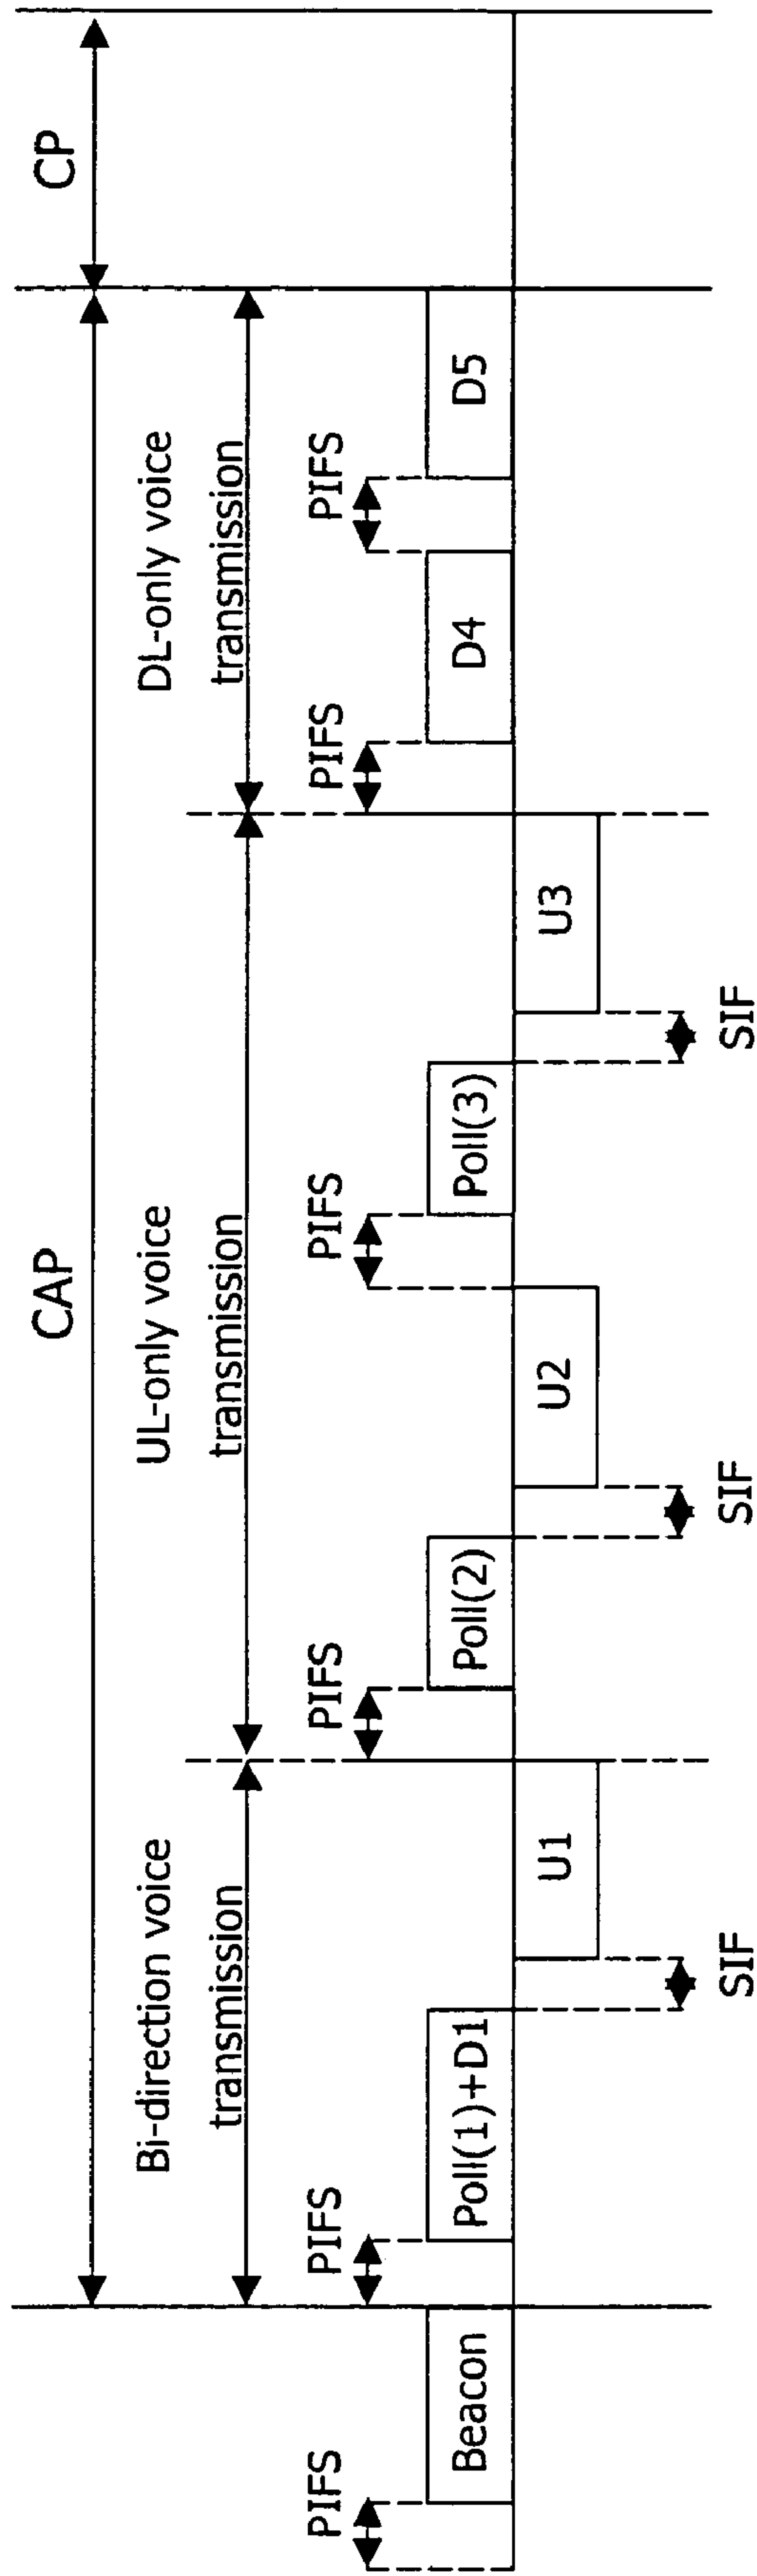 CAP
CP
Bi-direction voice
transmission
UL-only voice
transmission
DL-only voice
transmission
PIFS
PIFS
PIFS
PIFS
PIFS
PIFS
Beacon
Poll(1)+D1
Poll(2)
Poll(3)
D4
D5
U1
U2
U3
SIF
SIF
SIF